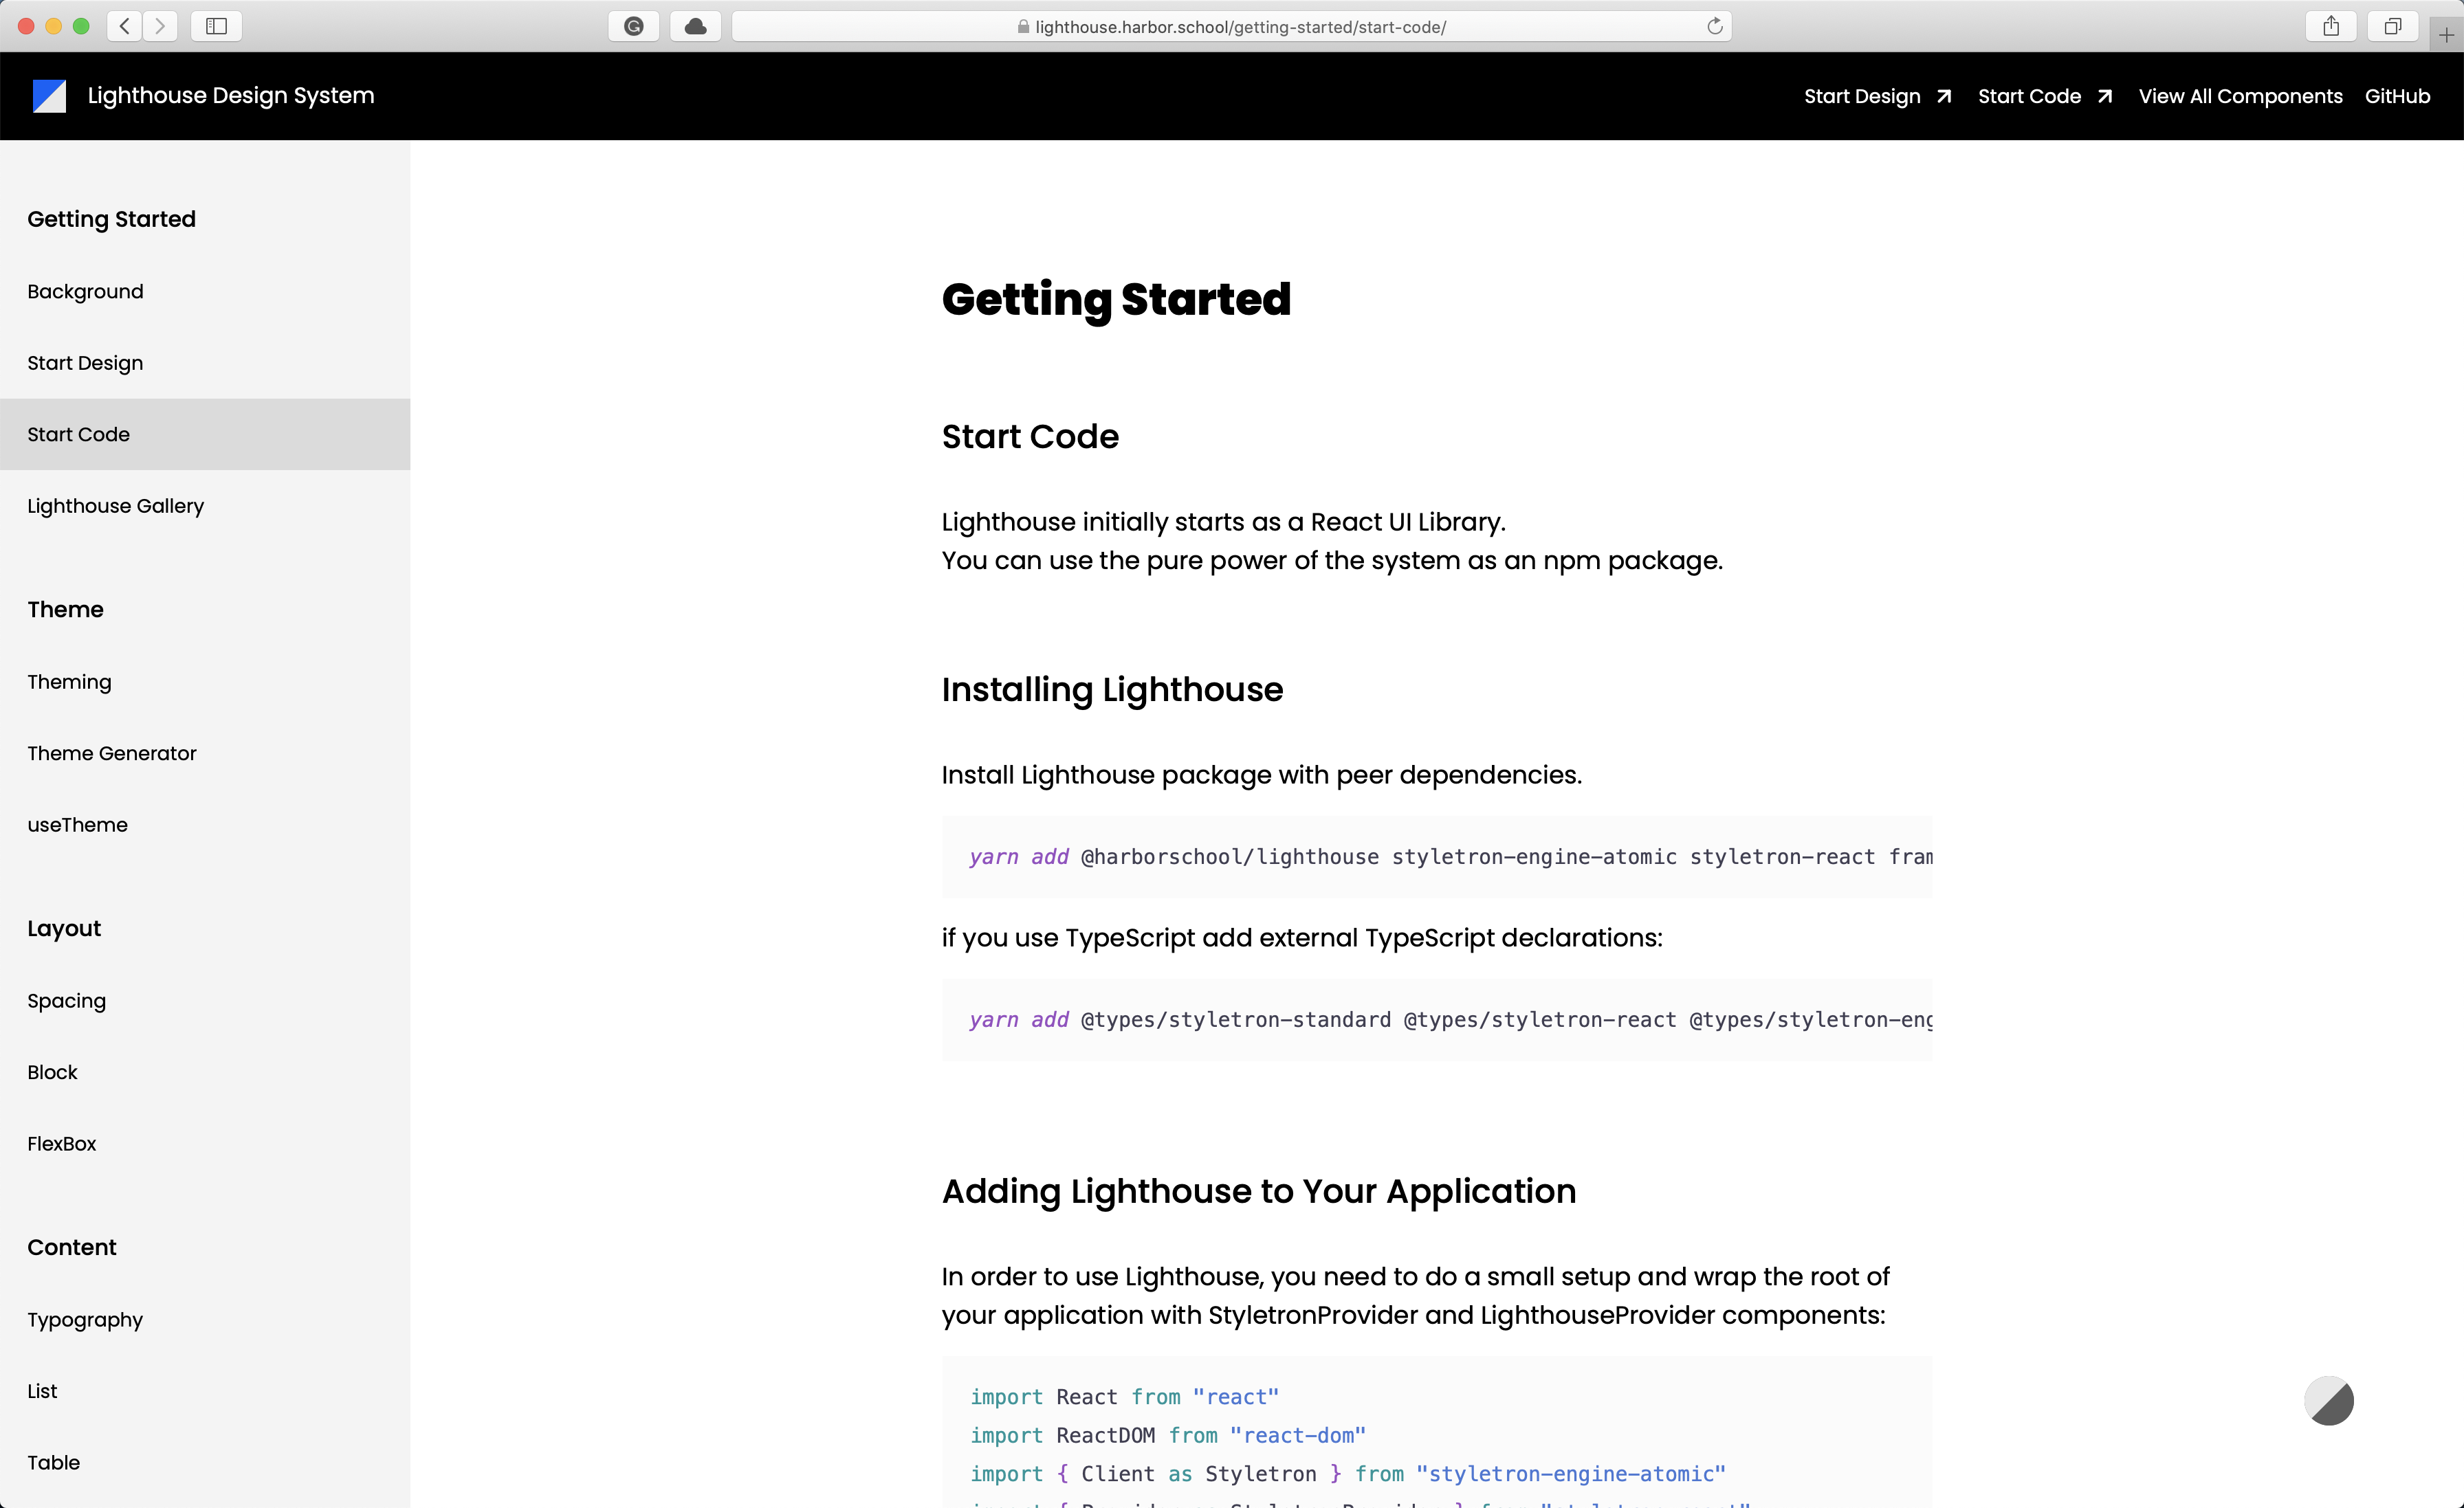 lighthouse.harbor.school/getting-started/start-code/
Lighthouse Design System
Start Design
Start Code
View All Components
GitHub
Getting Started
Background
Start Design
Start Code
Lighthouse Gallery
Theme
Theming
Theme Generator
useTheme
Layout
Spacing
Block
FlexBox
Content
Typography
List
Table
Getting Started
Start Code
Lighthouse initially starts as a React UI Library.
You can use the pure power of the system as an npm package.
Installing Lighthouse
Install Lighthouse package with peer dependencies.
yarn add @harborschool/lighthouse styletron-engine-atomic styletron-react fram
if you use TypeScript add external TypeScript declarations:
yarn add @types/styletron-standard @types/styletron-react @types/styletron-eng
Adding Lighthouse to Your Application
In order to use Lighthouse, you need to do a small setup and wrap the root of
your application with StyletronProvider and LighthouseProvider components:
import React from "react"
import ReactDOM from "react-dom"
import { Client as Styletron } from "styletron-engine-atomic"